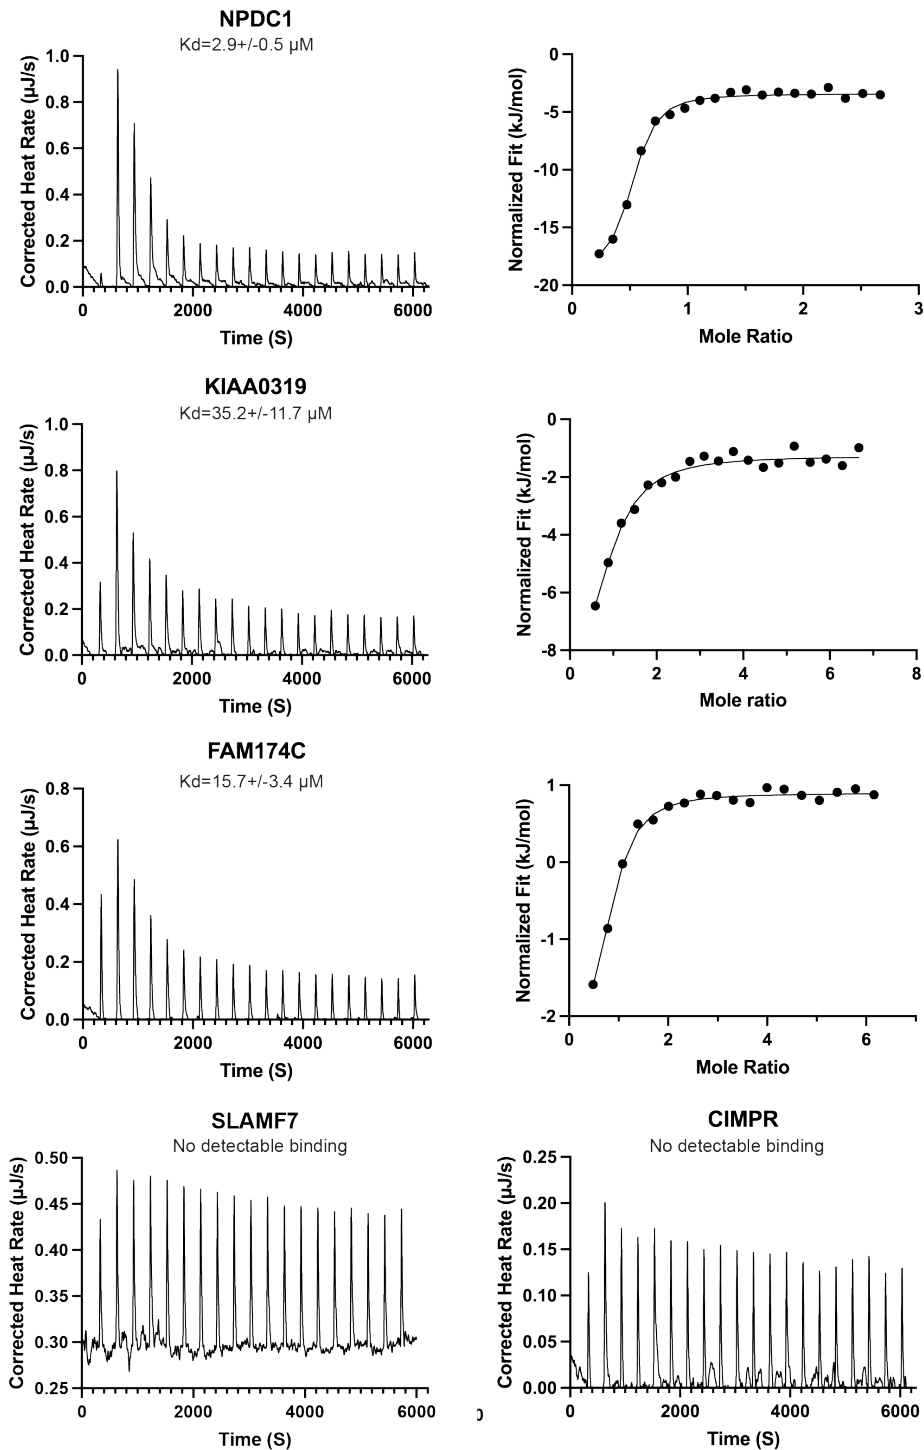 NPDC1
Kd=2.9+/-0.5 µM
Corrected Heat Rate (µJ/s)
1.0
0.8
0.6
0.4
0.2
0.0
0 2000 4000 6000
Time (S)
Normalized Fit (kJ/mol)
0
-5
-10
-15
-20
0 1 2 3
Mole Ratio
KIAA0319
Kd=35.2+/-11.7 µM
Corrected Heat Rate (µJ/s)
1.0
0.8
0.6
0.4
0.2
0.0
0 2000 4000 6000
Time (S)
Normalized Fit (kJ/mol)
0
-2
-4
-6
-8
0 2 4 6 8
Mole ratio
FAM174C
Kd=15.7+/-3.4 µM
Corrected Heat Rate (µJ/s)
0.8
0.6
0.4
0.2
0.0
0 2000 4000 6000
Time (S)
Normalized Fit (kJ/mol)
1
0
-1
-2
0 2 4 6
Mole Ratio
SLAMF7
No detectable binding
Corrected Heat Rate (µJ/s)
0.50
0.45
0.40
0.35
0.30
0.25
0 2000 4000 6000
Time (S)
CIMPR
No detectable binding
Corrected Heat Rate (µJ/s)
0.25
0.20
0.15
0.10
0.05
0.00
0 2000 4000 6000
Time (S)